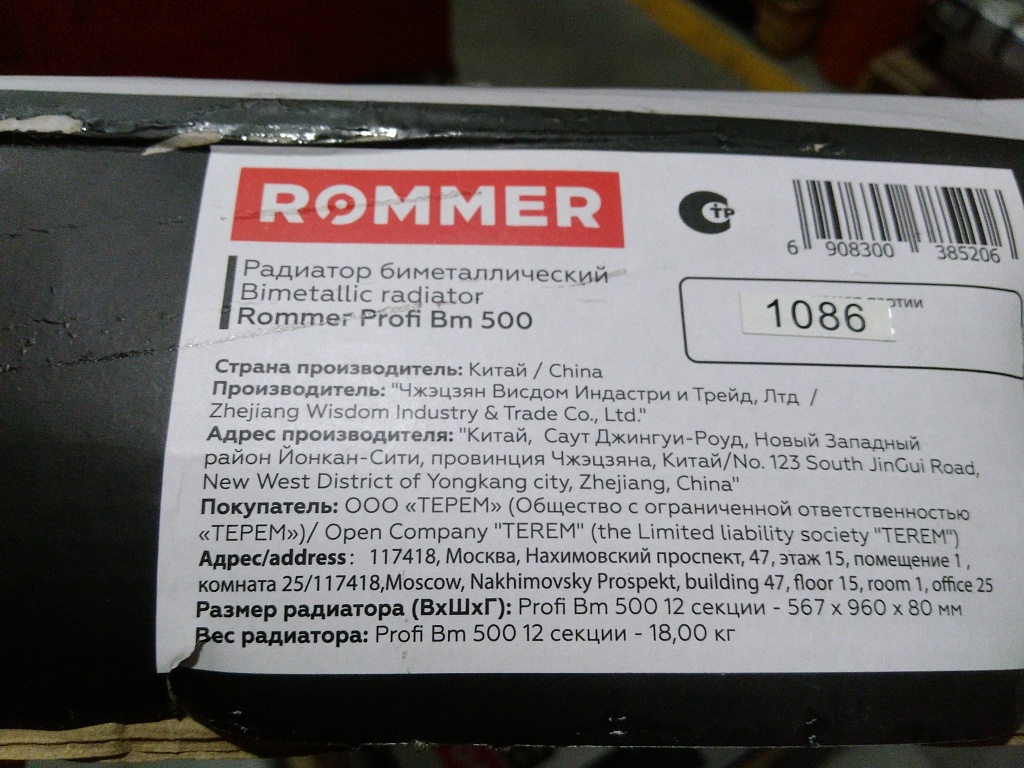 ROMMER
СТР
6 908300 385206
Радиатор биметаллический
Bimetallic radiator
Rommer Profi Bm 500
партии
1086
Страна производитель: Китай / China
Производитель: "Чжэцзян Висдом Индастри и Трейд, Лтд /
Zhejiang Wisdom Industry & Trade Co., Ltd."
Адрес производителя: "Китай, Саут Джингуи-Роуд, Новый Западный
район Йонкан-Сити, провинция Чжэцзяна, Китай/No. 123 South JinGui Road,
New West District of Yongkang city, Zhejiang, China"
Покупатель: ООО «ТЕРЕМ» (Общество с ограниченной ответственностью
«ТЕРЕМ»)/ Open Company "TEREM" (the Limited liability society "TEREM")
Адрес/address: 117418, Москва, Нахимовский проспект, 47, этаж 15, помещение 1,
комната 25/117418,Moscow, Nakhimovsky Prospekt, building 47, floor 15, room 1, office 25
Размер радиатора (ВxШxГ): Profi Bm 500 12 секции - 567 x 960 x 80 мм
Вес радиатора: Profi Bm 500 12 секции - 18,00 кг